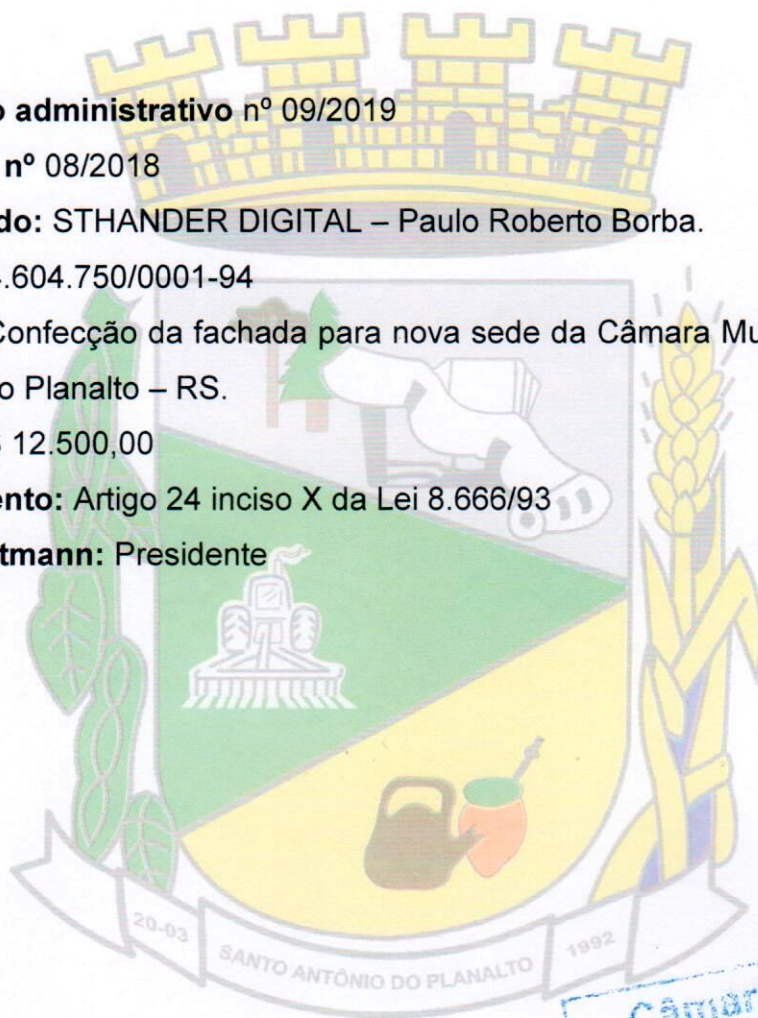 o administrativo nº 09/2019
nº 08/2018
do: STHANDER DIGITAL – Paulo Roberto Borba.
.604.750/0001-94
Confecção da fachada para nova sede da Câmara Mu
o Planalto – RS.
12.500,00
ento: Artigo 24 inciso X da Lei 8.666/93
tmann: Presidente
20-03 SANTO ANTÔNIO DO PLANALTO 1992
Câmar